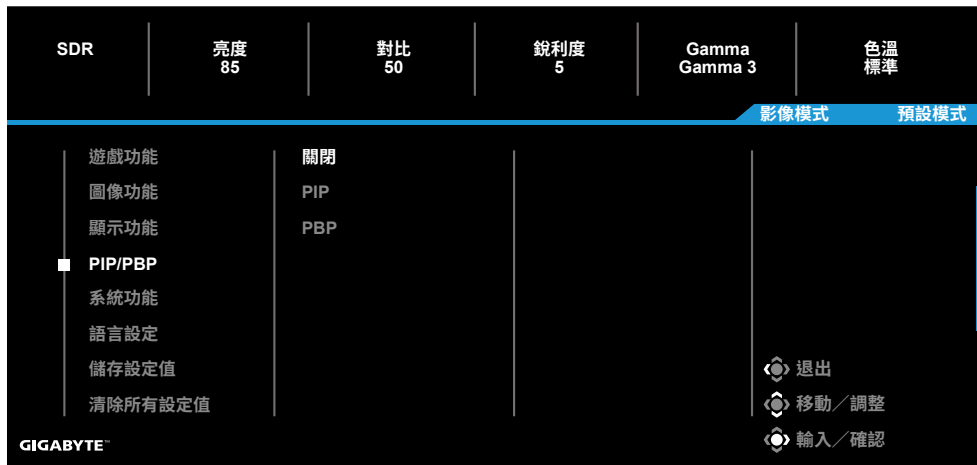 SDR 亮度 對比 銳利度 Gamma 色溫
85 50 5 Gamma 3 標準
影像模式 預設模式
遊戲功能 關閉
圖像功能 PIP
顯示功能 PBP
PIP/PBP
系統功能
語言設定
儲存設定值 退出
清除所有設定值 移動／調整
GIGABYTE™ 輸入／確認